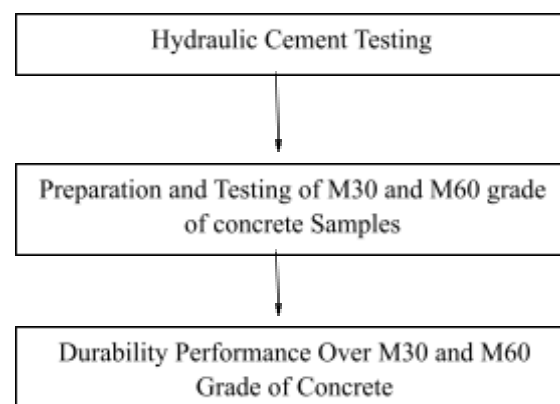 Hydraulic Cement Testing
Preparation and Testing of M30 and M60 grade
of concrete Samples
Durability Performance Over M30 and M60
Grade of Concrete